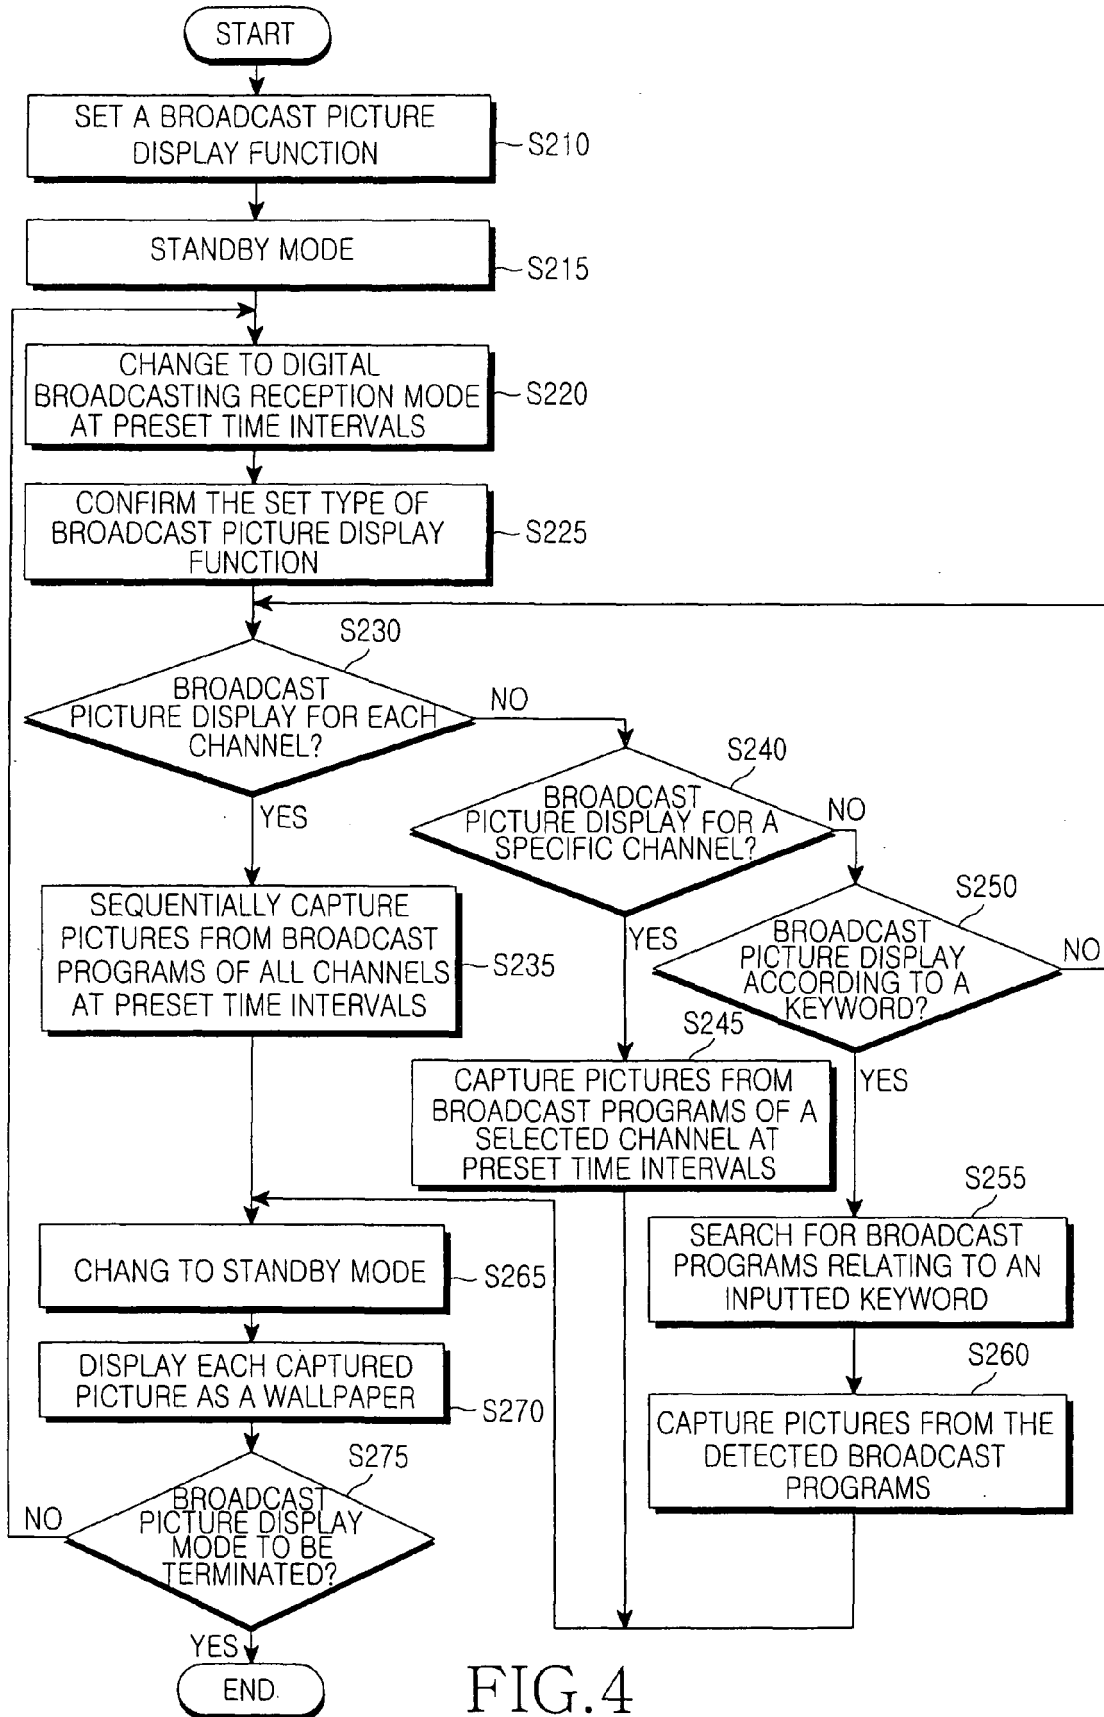 START
SET A BROADCAST PICTURE
DISPLAY FUNCTION
S210
STANDBY MODE
S215
CHANGE TO DIGITAL
BROADCASTING RECEPTION MODE
AT PRESET TIME INTERVALS
S220
CONFIRM THE SET TYPE OF
BROADCAST PICTURE DISPLAY
FUNCTION
S225
S230
BROADCAST
PICTURE DISPLAY FOR EACH
CHANNEL?
NO
YES
S240
BROADCAST
PICTURE DISPLAY FOR A
SPECIFIC CHANNEL?
NO
YES
S250
BROADCAST
PICTURE DISPLAY
ACCORDING TO A
KEYWORD?
NO
YES
SEQUENTIALLY CAPTURE
PICTURES FROM BROADCAST
PROGRAMS OF ALL CHANNELS
AT PRESET TIME INTERVALS
S235
S245
CAPTURE PICTURES FROM
BROADCAST PROGRAMS OF A
SELECTED CHANNEL AT
PRESET TIME INTERVALS
S255
SEARCH FOR BROADCAST
PROGRAMS RELATING TO AN
INPUTTED KEYWORD
S260
CAPTURE PICTURES FROM THE
DETECTED BROADCAST
PROGRAMS
CHANG TO STANDBY MODE
S265
DISPLAY EACH CAPTURED
PICTURE AS A WALLPAPER
S270
S275
BROADCAST
PICTURE DISPLAY
MODE TO BE
TERMINATED?
NO
YES
END
FIG.4